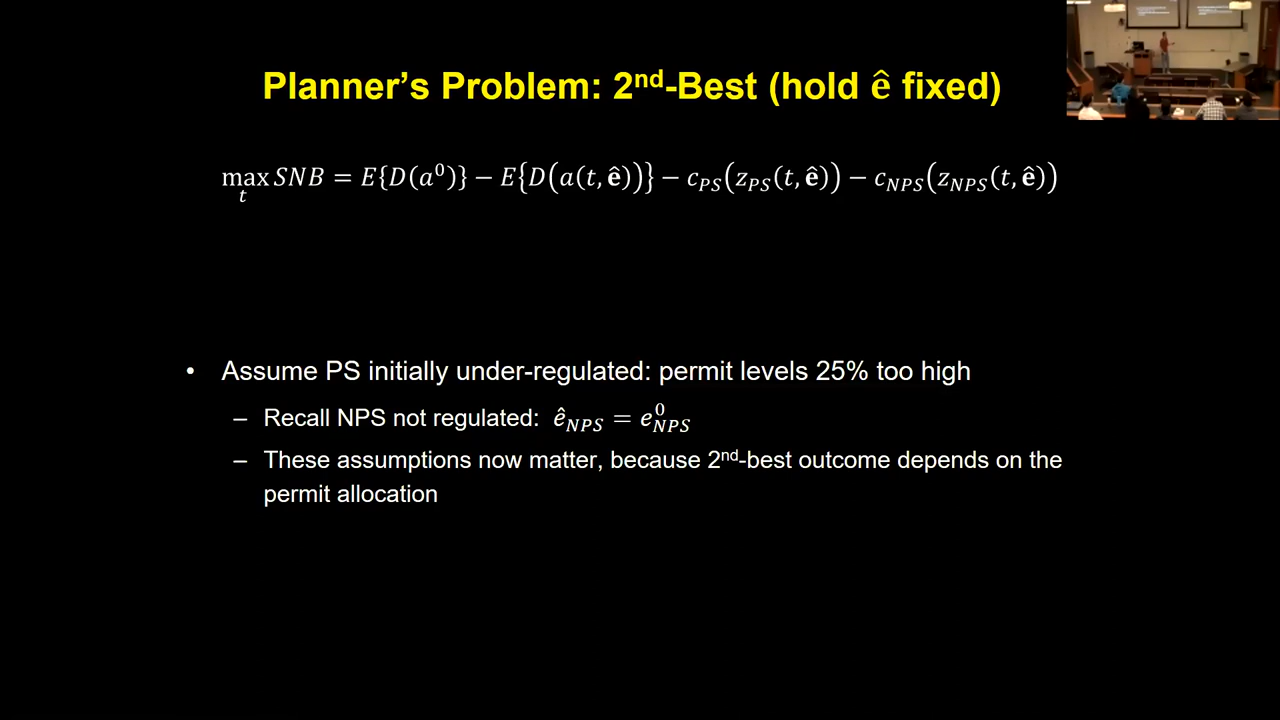 Planner's Problem: 2nd-Best (hold ê fixed)
max SNB = E{D(a⁰)} − E{D(a(t, ê))} − c_PS(z_PS(t, ê)) − c_NPS(z_NPS(t, ê))
t
• Assume PS initially under-regulated: permit levels 25% too high
– Recall NPS not regulated: ê_NPS = e⁰_NPS
– These assumptions now matter, because 2nd-best outcome depends on the
permit allocation